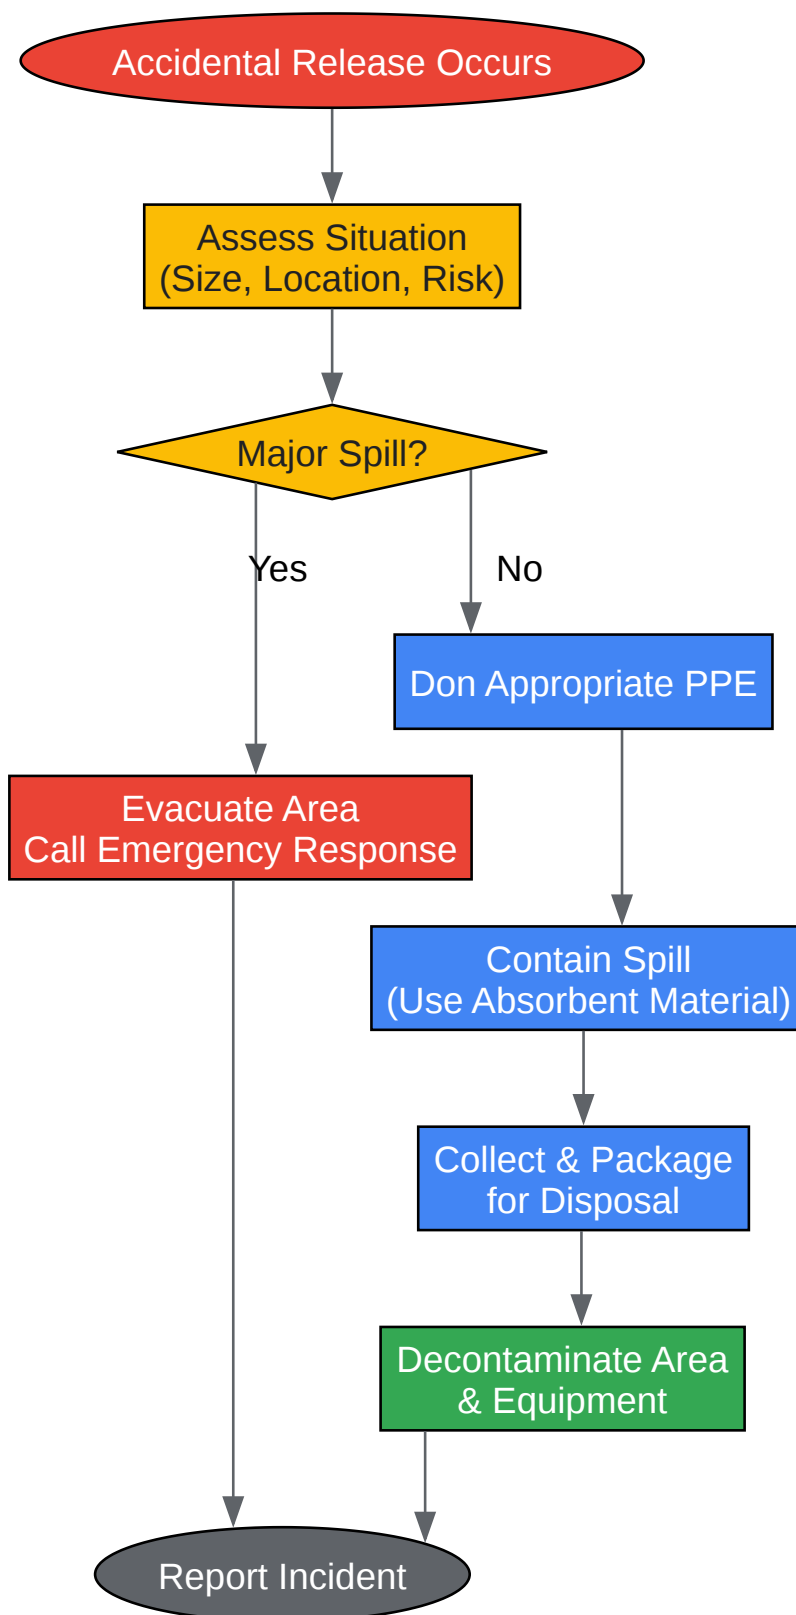 Accidental Release Occurs
Assess Situation
(Size, Location, Risk)
Major Spill?
Yes
No
Don Appropriate PPE
Evacuate Area
Call Emergency Response
Contain Spill
(Use Absorbent Material)
Collect & Package
for Disposal
Decontaminate Area
& Equipment
Report Incident